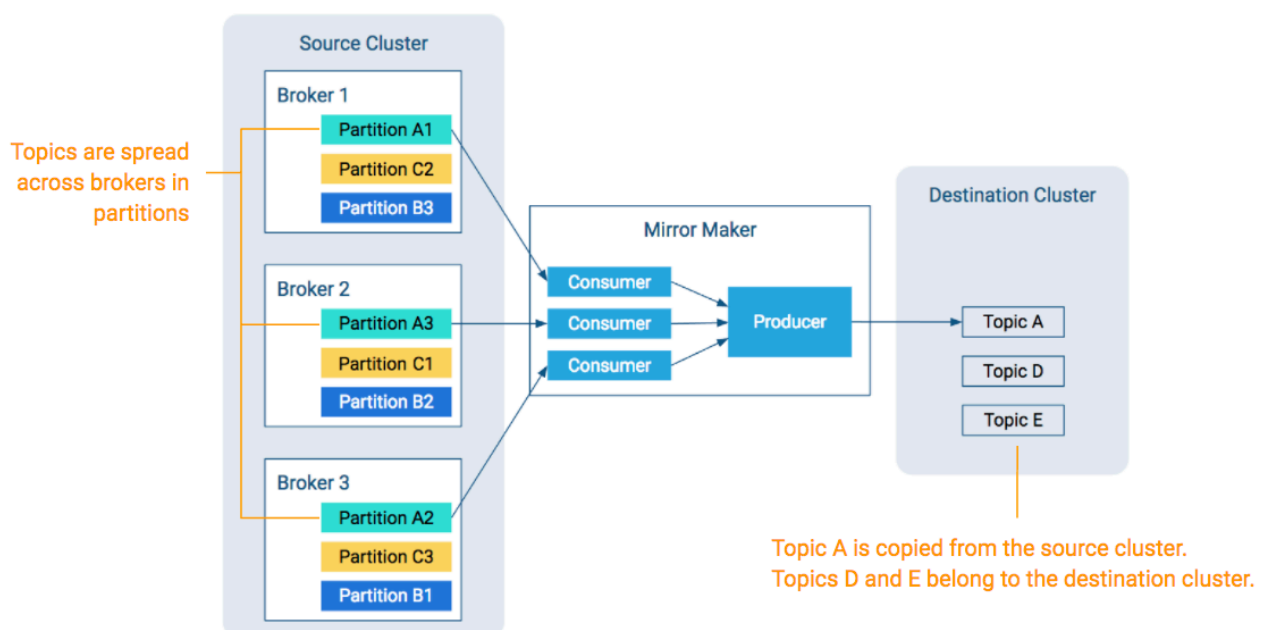 Source Cluster
Broker 1
Partition A1
Partition C2
Partition B3
Topics are spread
across brokers in
partitions
Broker 2
Partition A3
Partition C1
Partition B2
Broker 3
Partition A2
Partition C3
Partition B1
Mirror Maker
Consumer
Consumer
Consumer
Producer
Destination Cluster
Topic A
Topic D
Topic E
Topic A is copied from the source cluster.
Topics D and E belong to the destination cluster.